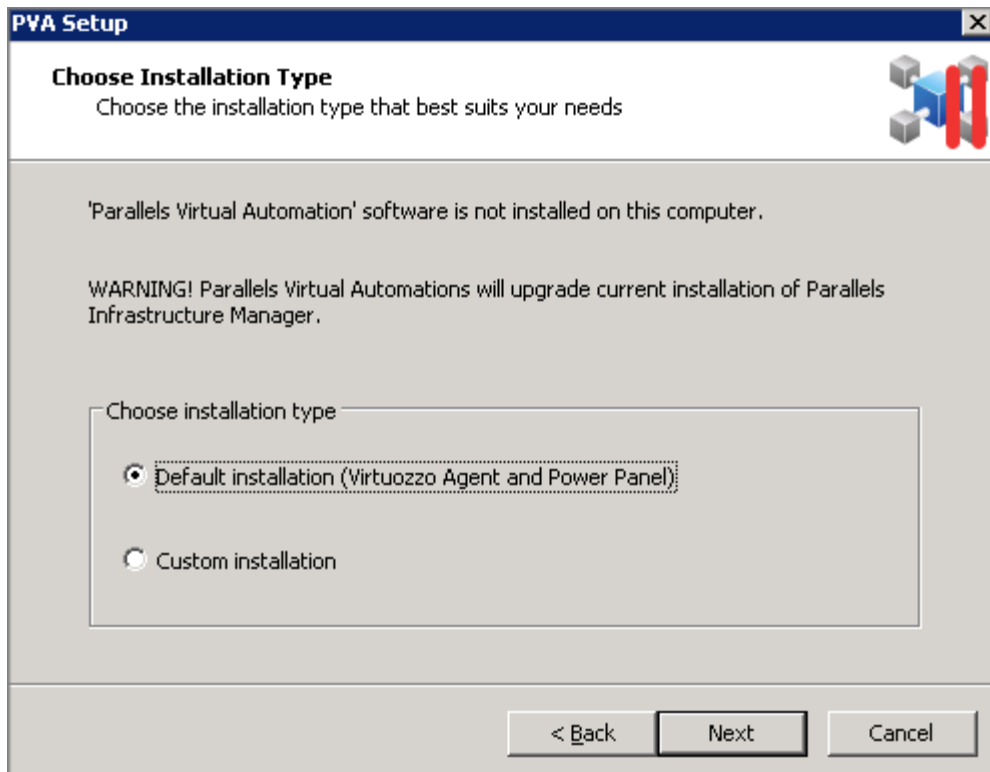 PVA Setup
Choose Installation Type
Choose the installation type that best suits your needs
'Parallels Virtual Automation' software is not installed on this computer.
WARNING! Parallels Virtual Automations will upgrade current installation of Parallels
Infrastructure Manager.
Choose installation type
Default installation (Virtuozzo Agent and Power Panel)
Custom installation
< Back
Next
Cancel